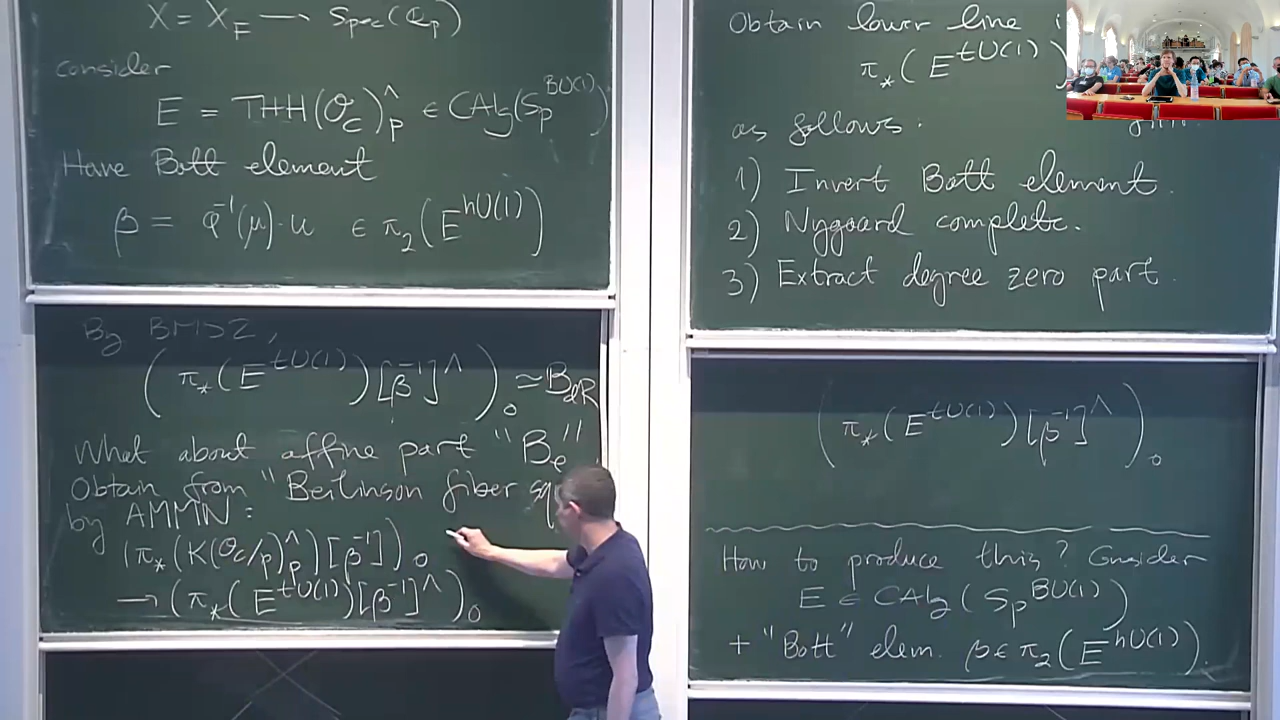 X = X_F → Spec(Q_p)
consider
E = THH(O_C)^∧_p ∈ CAlg(Sp^{BU(1)})
Have Bott element
β = φ^{-1}(μ)·u ∈ π_2(E^{hU(1)})
By BMS2,
(π_*(E^{tU(1)})[β^{-1}]^∧)_0 ≃ B_{dR}
What about affine part "B_e"
Obtain from "Beilinson fiber
by AMMN:
(π_*(K(O_C/p)^∧_p)[β^{-1}])_0
→ (π_*(E^{tU(1)})[β^{-1}]^∧)_0
Obtain lower line
π_*(E^{tU(1)})
as follows:
1) Invert Bott element.
2) Nygaard complete.
3) Extract degree zero part.
(π_*(E^{tU(1)})[β^{-1}]^∧)_0
How to produce this? Consider
E ∈ CAlg(Sp^{BU(1)})
+ "Bott" elem. β ∈ π_2(E^{hU(1)}).